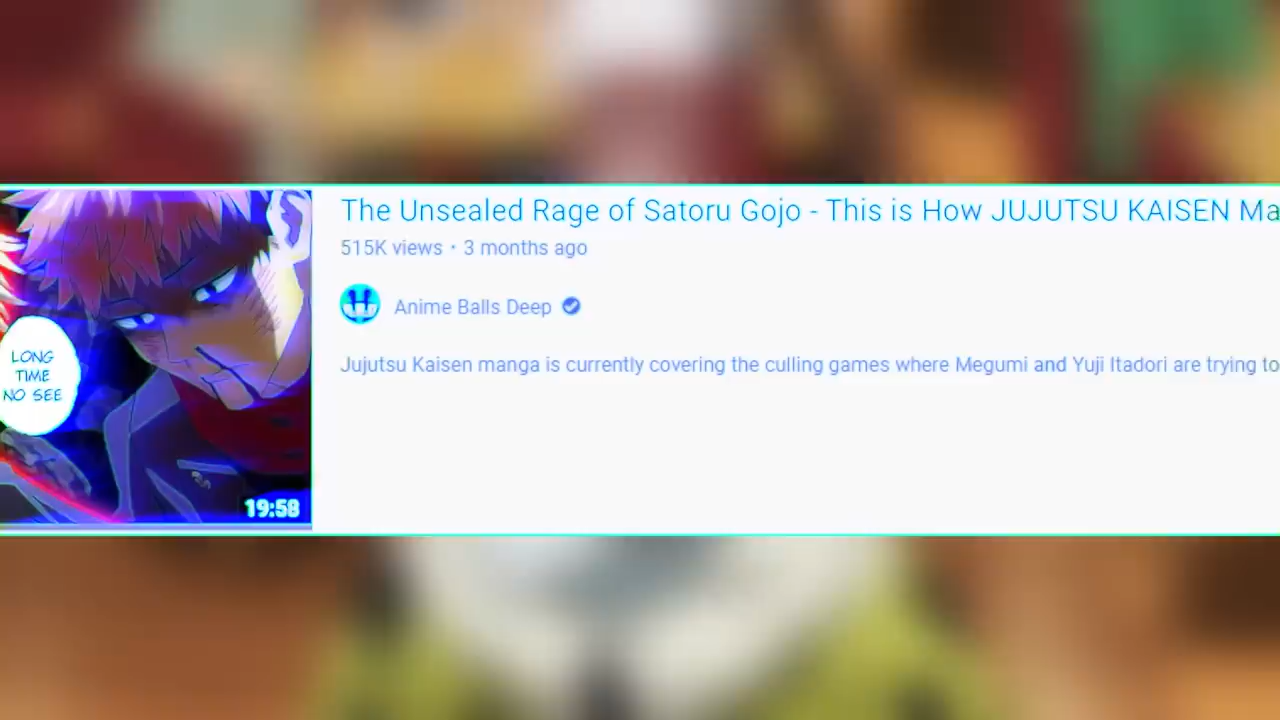 The Unsealed Rage of Satoru Gojo - This is How JUJUTSU KAISEN Ma
515K views • 3 months ago
Anime Balls Deep
Jujutsu Kaisen manga is currently covering the culling games where Megumi and Yuji Itadori are trying to
LONG
TIME
NO SEE
19:58